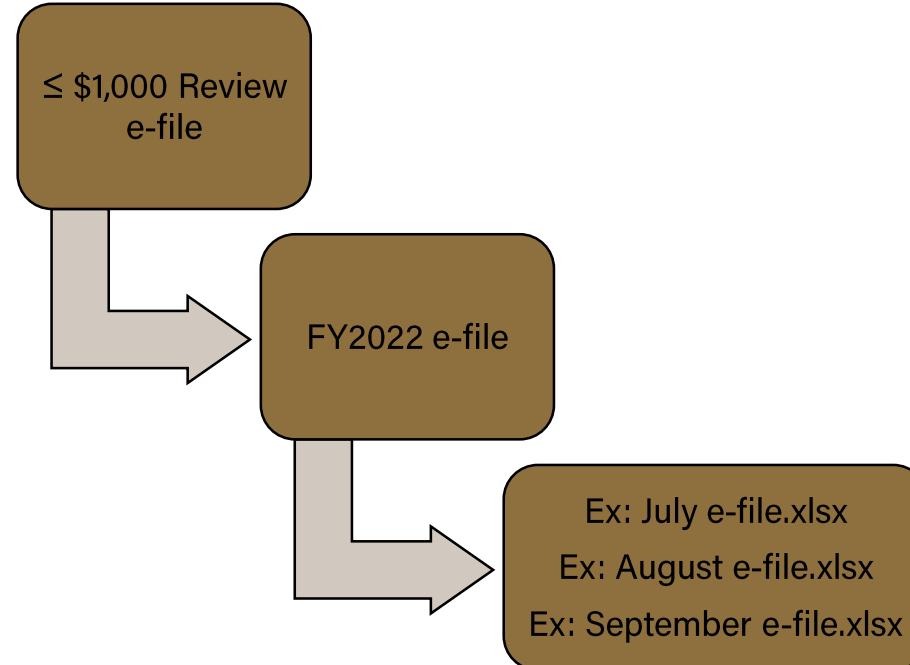 ≤ $1,000 Review
e-file
FY2022 e-file
Ex: July e-file.xlsx
Ex: August e-file.xlsx
Ex: September e-file.xlsx